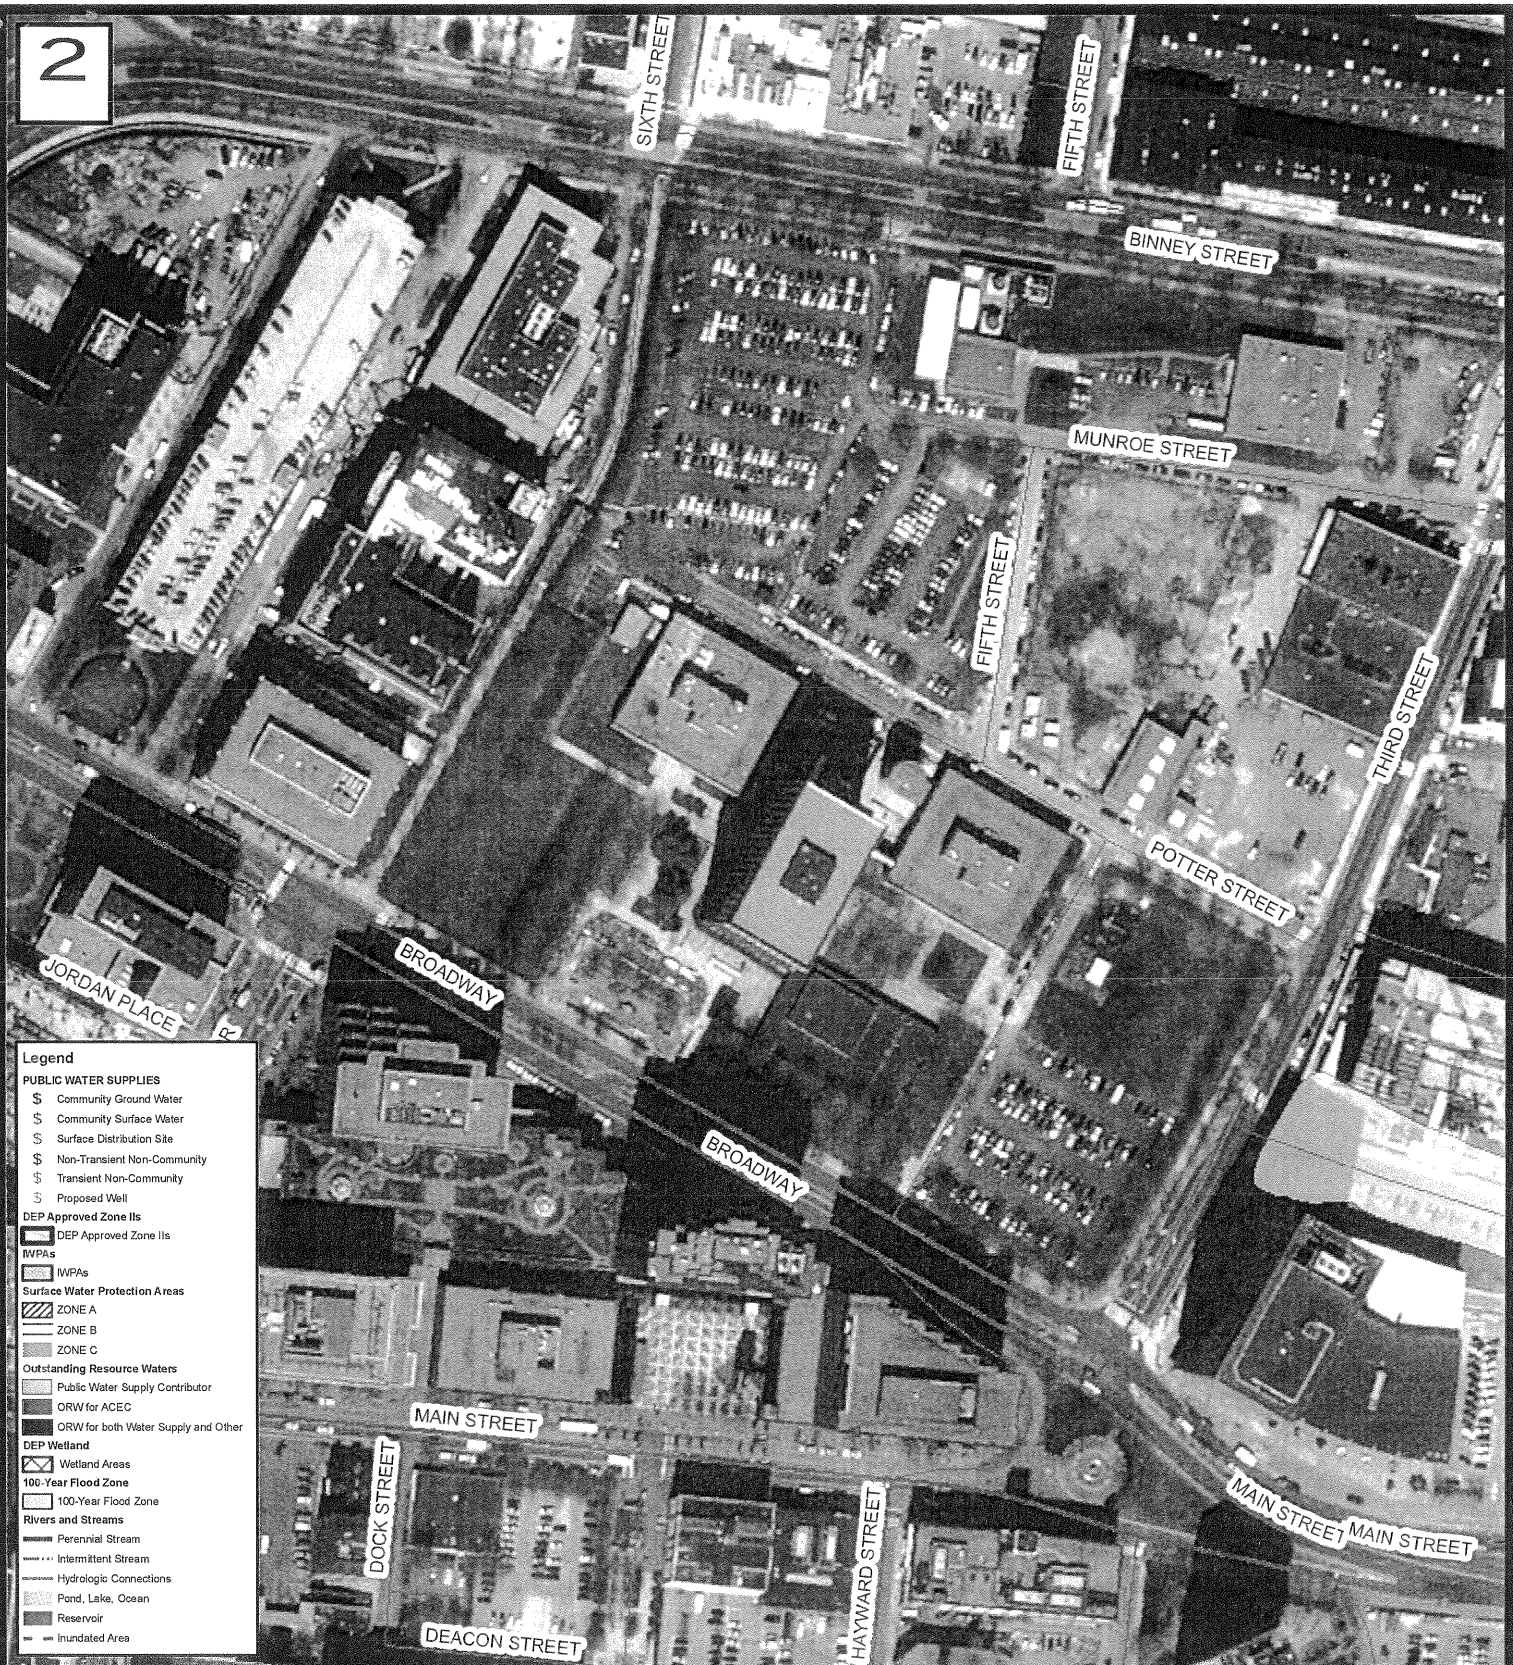 2
SIXTH STREET
FIFTH STREET
BINNEY STREET
MUNROE STREET
FIFTH STREET
THIRD STREET
POTTER STREET
BROADWAY
JORDAN PLACE
R
BROADWAY
MAIN STREET
DOCK STREET
HAYWARD STREET
MAIN STREET
MAIN STREET
DEACON STREET
Legend
PUBLIC WATER SUPPLIES
$ Community Ground Water
$ Community Surface Water
$ Surface Distribution Site
$ Non-Transient Non-Community
$ Transient Non-Community
$ Proposed Well
DEP Approved Zone IIs
DEP Approved Zone IIs
IWPAs
IWPAs
Surface Water Protection Areas
ZONE A
ZONE B
ZONE C
Outstanding Resource Waters
Public Water Supply Contributor
ORW for ACEC
ORW for both Water Supply and Other
DEP Wetland
Wetland Areas
100-Year Flood Zone
100-Year Flood Zone
Rivers and Streams
Perennial Stream
Intermittent Stream
Hydrologic Connections
Pond, Lake, Ocean
Reservoir
Inundated Area